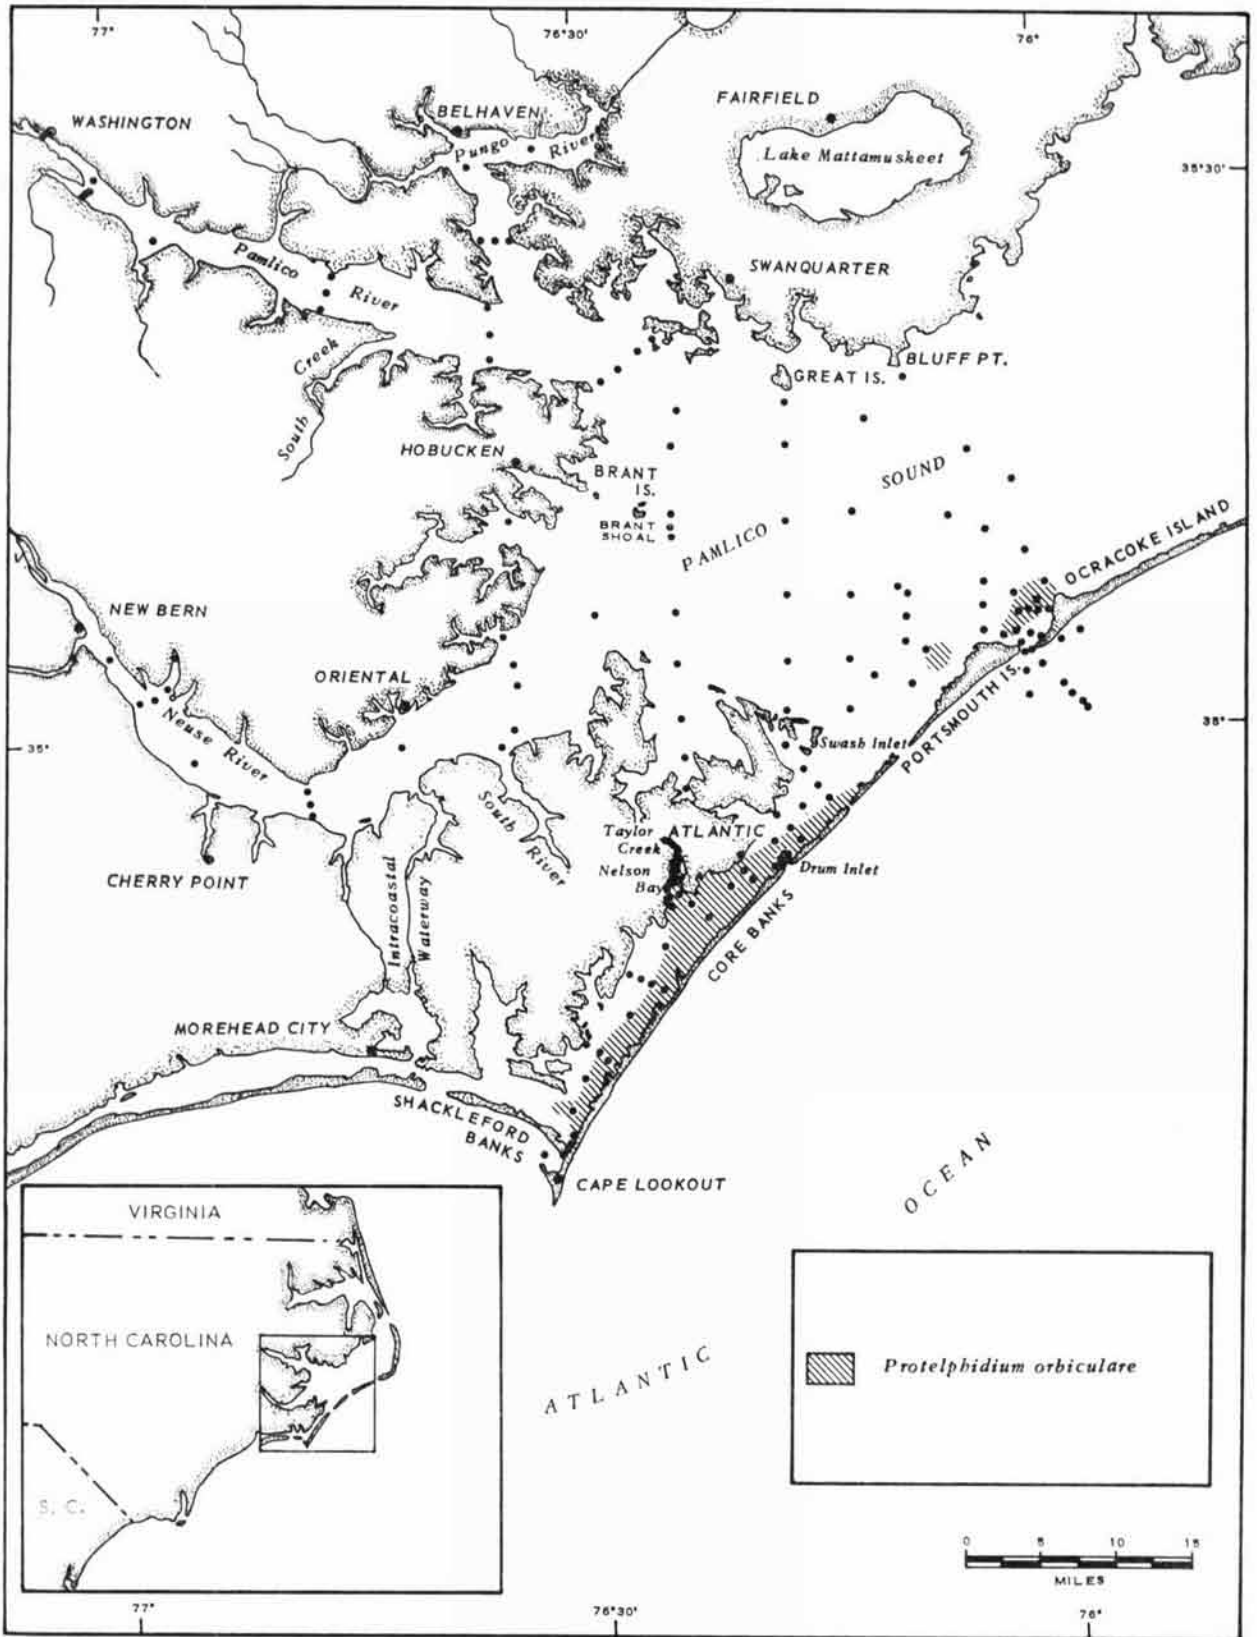 77°
76°30'
76°
WASHINGTON
BELHAVEN
Pungo River
FAIRFIELD
Lake Mattamuskeet
35°30'
Pamlico River
SWANQUARTER
South Creek
BLUFF PT.
GREAT IS.
HOBUCKEN
BRANT IS.
BRANT SHOAL
PAMLICO SOUND
OCRACOKE ISLAND
NEW BERN
ORIENTAL
PORTSMOUTH IS.
35°
35°
Neuse River
Swash Inlet
South River
Taylor Creek
ATLANTIC
Nelson Bay
Drum Inlet
CHERRY POINT
Intracoastal Waterway
CORE BANKS
MOREHEAD CITY
SHACKLEFORD BANKS
CAPE LOOKOUT
ATLANTIC OCEAN
VIRGINIA
NORTH CAROLINA
S. C.
Protelphidium orbiculare
0 5 10 15
MILES
77°
76°30'
76°